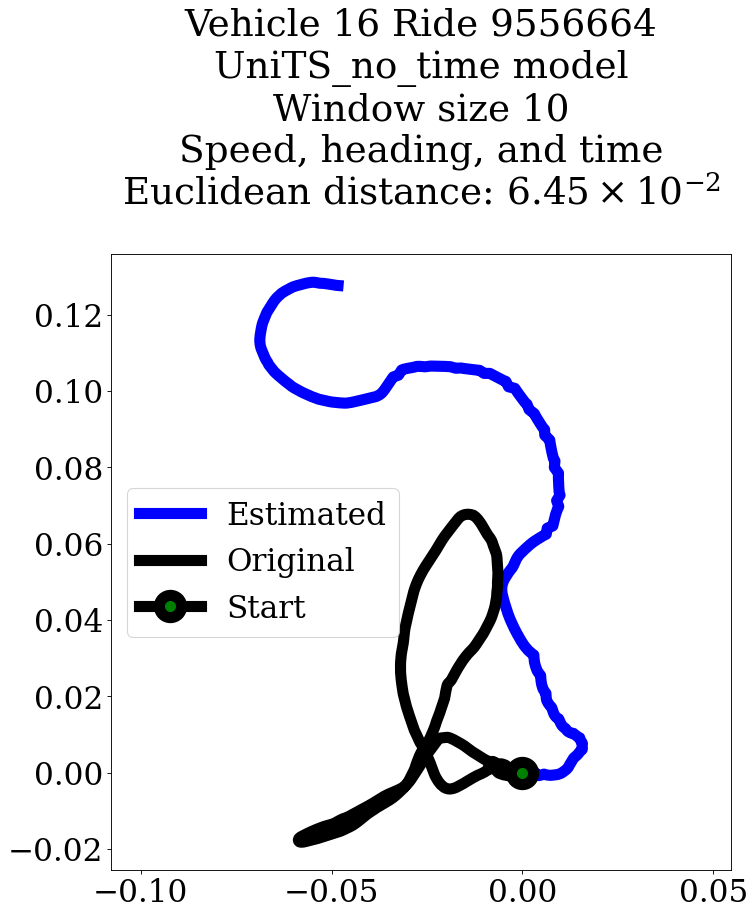 Vehicle 16 Ride 9556664
UniTS_no_time model
Window size 10
Speed, heading, and time
Euclidean distance: 6.45 × 10⁻²
0.12
0.10
0.08
0.06
0.04
0.02
0.00
−0.02
Estimated
Original
Start
−0.10
−0.05
0.00
0.05